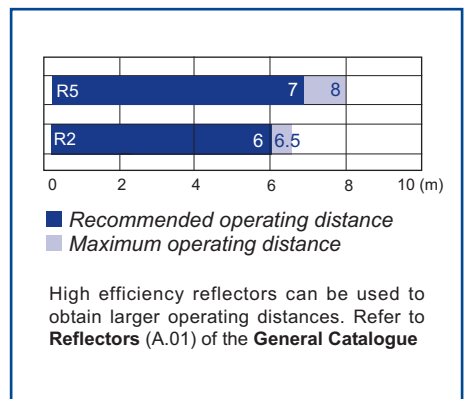 R5 7 8
R2 6 6.5
0 2 4 6 8 10 (m)
Recommended operating distance
Maximum operating distance
High efficiency reflectors can be used to
obtain larger operating distances. Refer to
Reflectors (A.01) of the General Catalogue